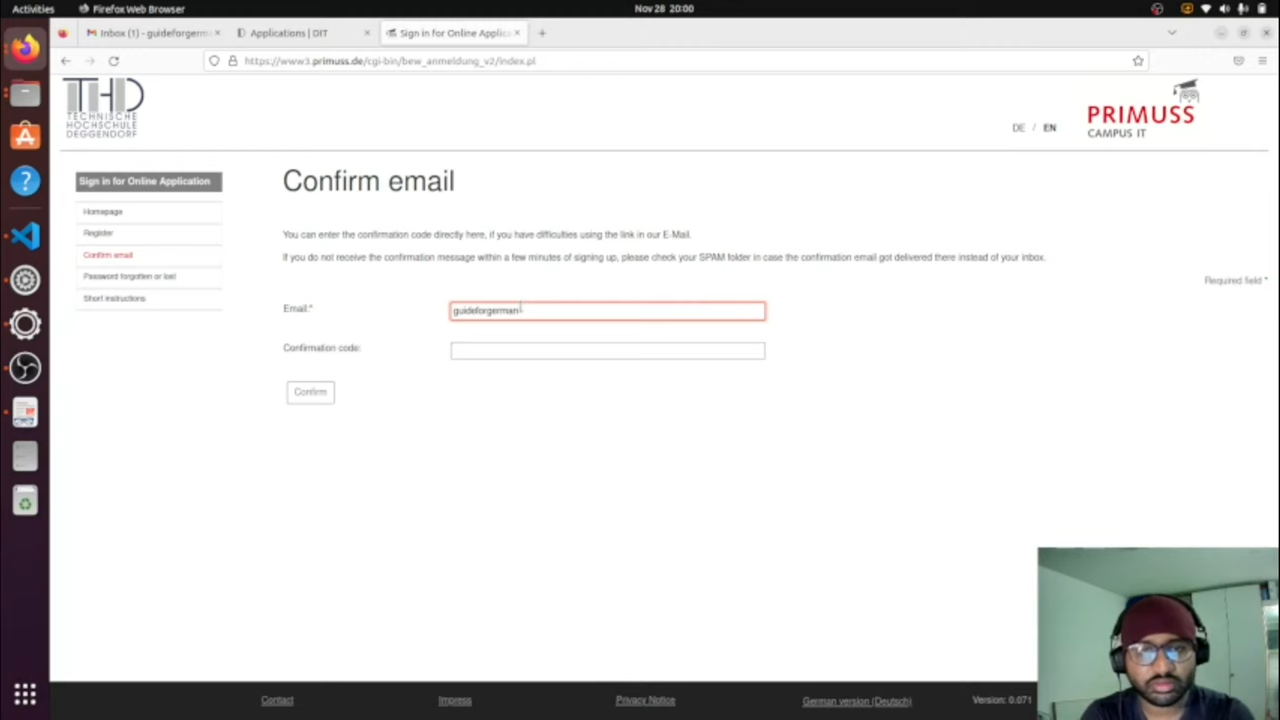 Activities
Firefox Web Browser
Nov 28 20:00
Inbox (1) - guideforgerm
Applications | DIT
Sign in for Online Applic
https://www3.primuss.de/cgi-bin/bew_anmeldung_v2/index.pl
THD
TECHNISCHE
HOCHSCHULE
DEGGENDORF
DE / EN
PRIMUSS
CAMPUS IT
Sign in for Online Application
Homepage
Register
Confirm email
Password forgotten or lost
Short instructions
Confirm email
You can enter the confirmation code directly here, if you have difficulties using the link in our E-Mail.
If you do not receive the confirmation message within a few minutes of signing up, please check your SPAM folder in case the confirmation email got delivered there instead of your inbox.
Required field *
Email:*
guideforgerman
Confirmation code:
Confirm
Contact
Impress
Privacy Notice
German version (Deutsch)
Version: 0.071